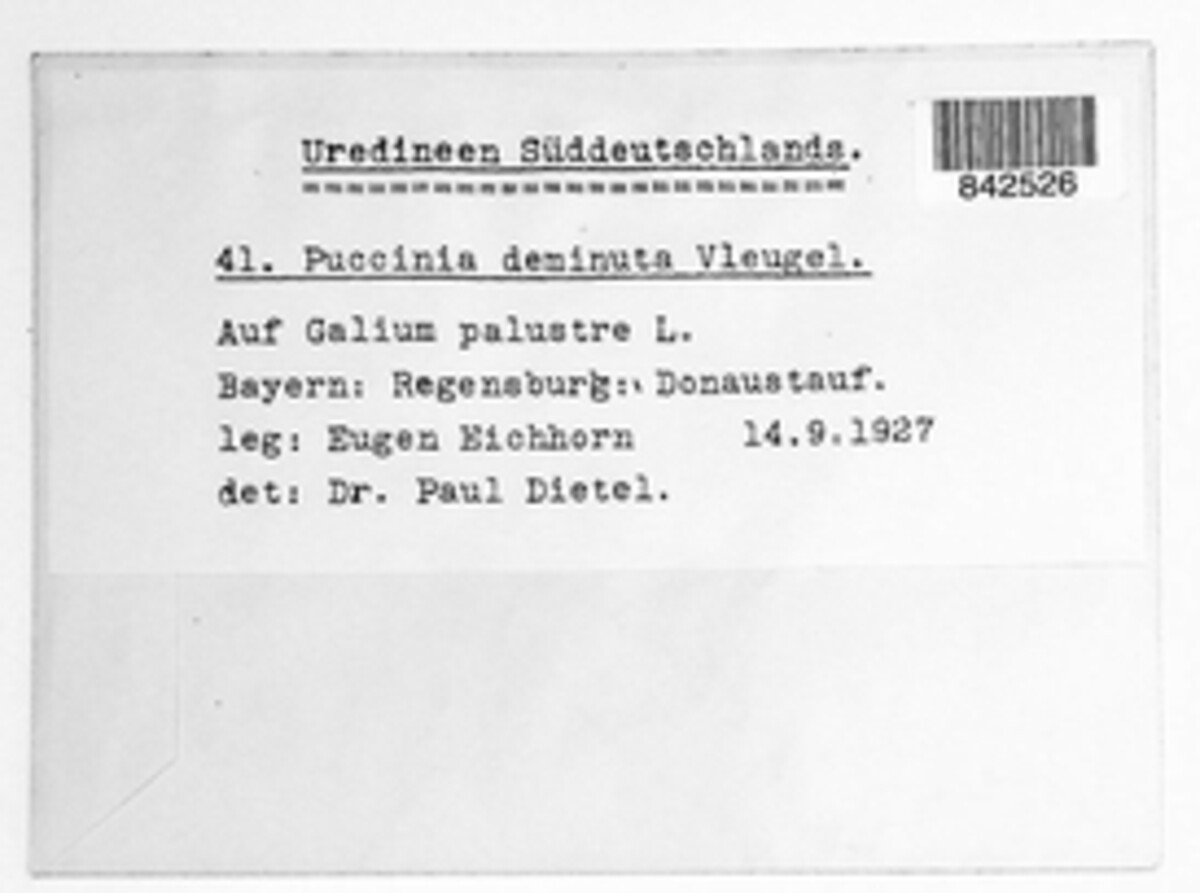 Uredineen Süddeutschlands.
842526
41. Puccinia deminuta Vleugel.
Auf Galium palustre L.
Bayern: Regensburg: Donaustauf.
leg: Eugen Eichhorn 14.9.1927
det: Dr. Paul Dietel.